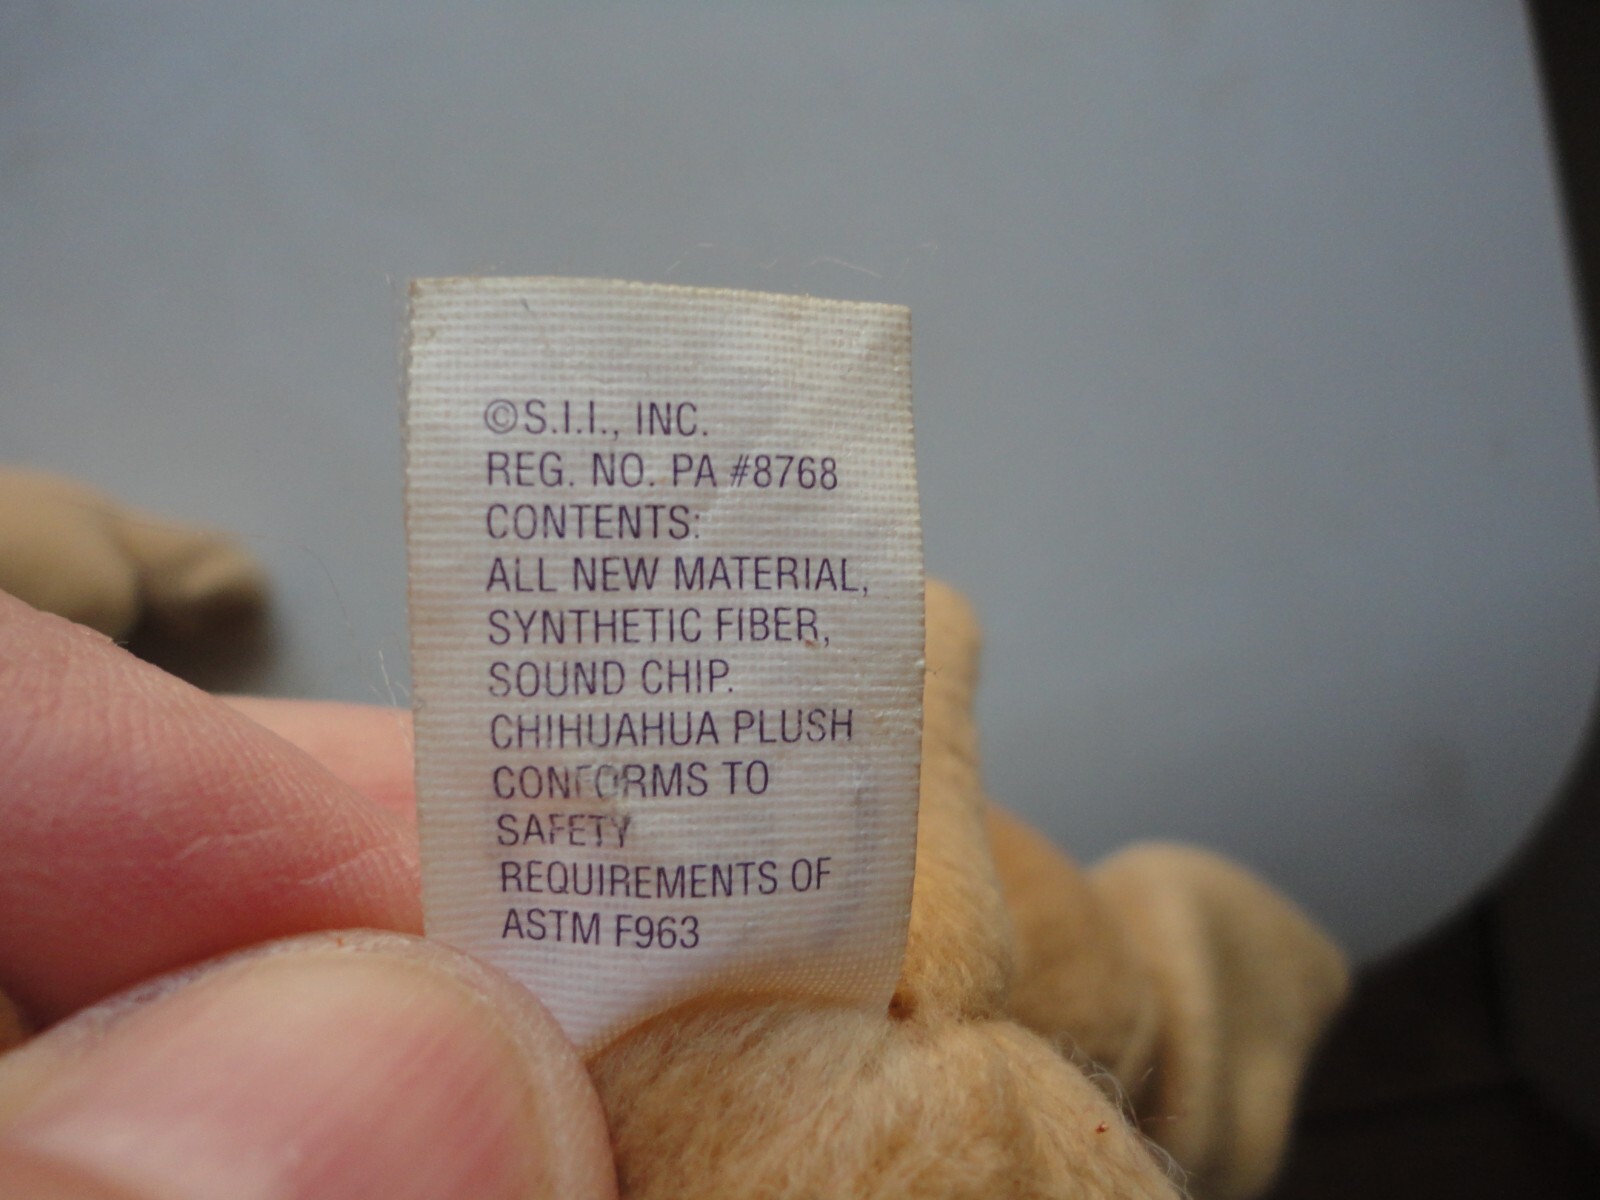 ©S.I.I., INC.
REG. NO. PA #8768
CONTENTS:
ALL NEW MATERIAL,
SYNTHETIC FIBER,
SOUND CHIP.
CHIHUAHUA PLUSH
CONFORMS TO
SAFETY
REQUIREMENTS OF
ASTM F963